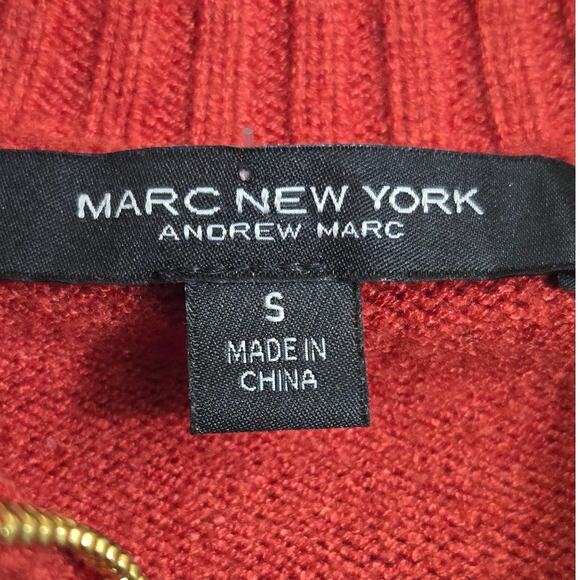 MARC NEW YORK
ANDREW MARC
S
MADE IN
CHINA